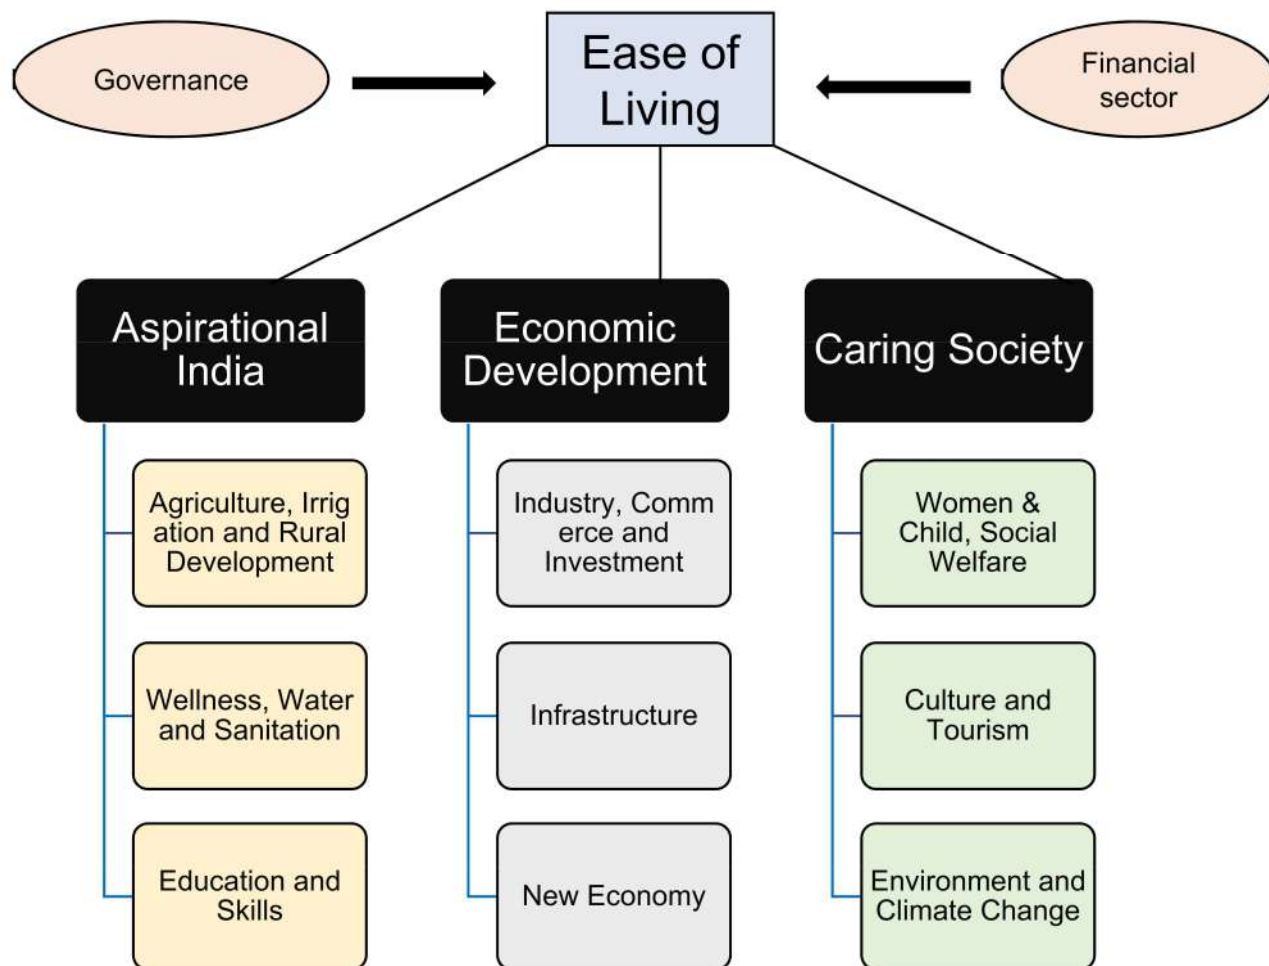 Governance
Ease of
Living
Financial
sector
Aspirational
India
Economic
Development
Caring Society
Agriculture, Irrig
ation and Rural
Development
Industry, Comm
erce and
Investment
Women &
Child, Social
Welfare
Wellness, Water
and Sanitation
Infrastructure
Culture and
Tourism
Education and
Skills
New Economy
Environment and
Climate Change